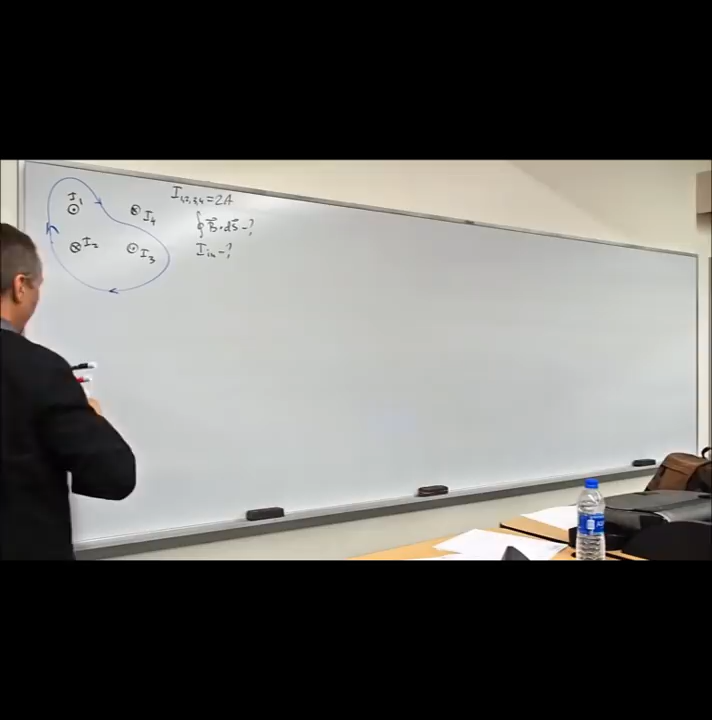 I₁
I₂
I₃
I₄
I₁,₂,₃,₄ = 2A
∮ B⃗·dS⃗ - ?
I_in - ?